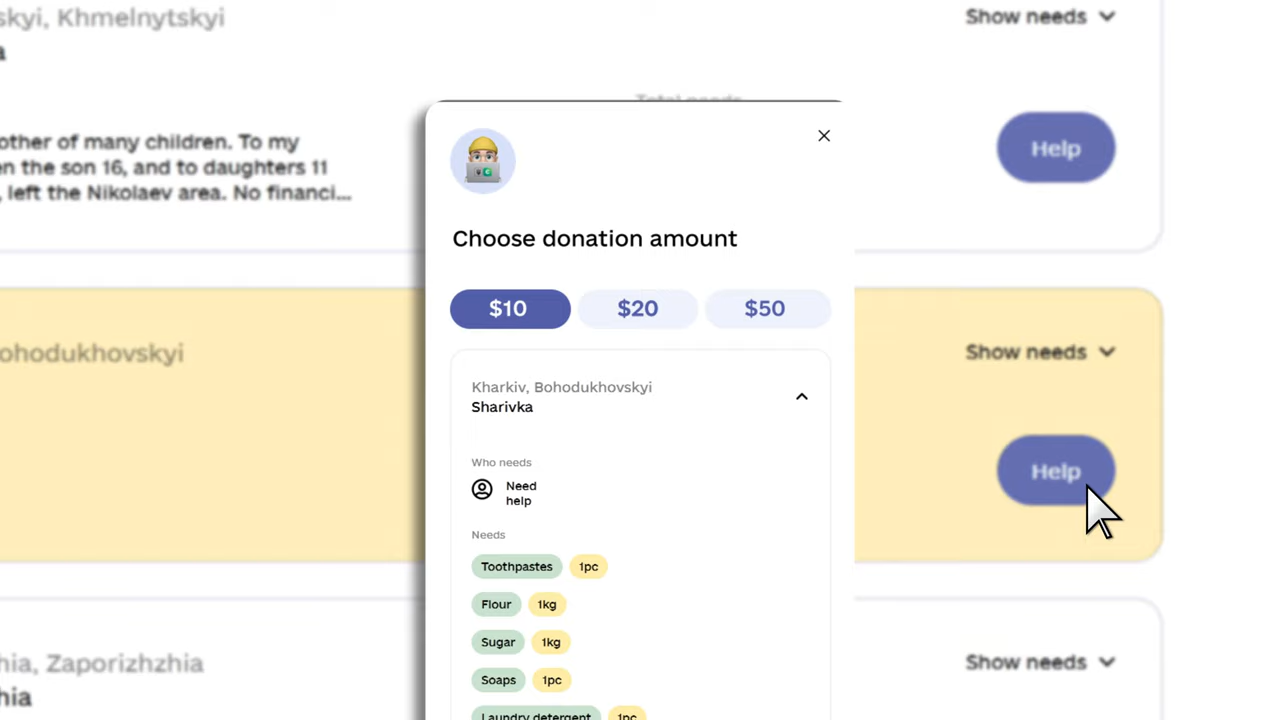 skyi, Khmelnytskyi
Show needs
a
other of many children. To my
en the son 16, and to daughters 11
, left the Nikolaev area. No financi...
Help
Choose donation amount
$10 $20 $50
ohodukhovskyi
Show needs
Kharkiv, Bohodukhovskyi
Sharivka
Who needs
Need
help
Help
Needs
Toothpastes 1pc
Flour 1kg
Sugar 1kg
Soaps 1pc
Laundry detergent 1pc
hia, Zaporizhzhia
Show needs
hia